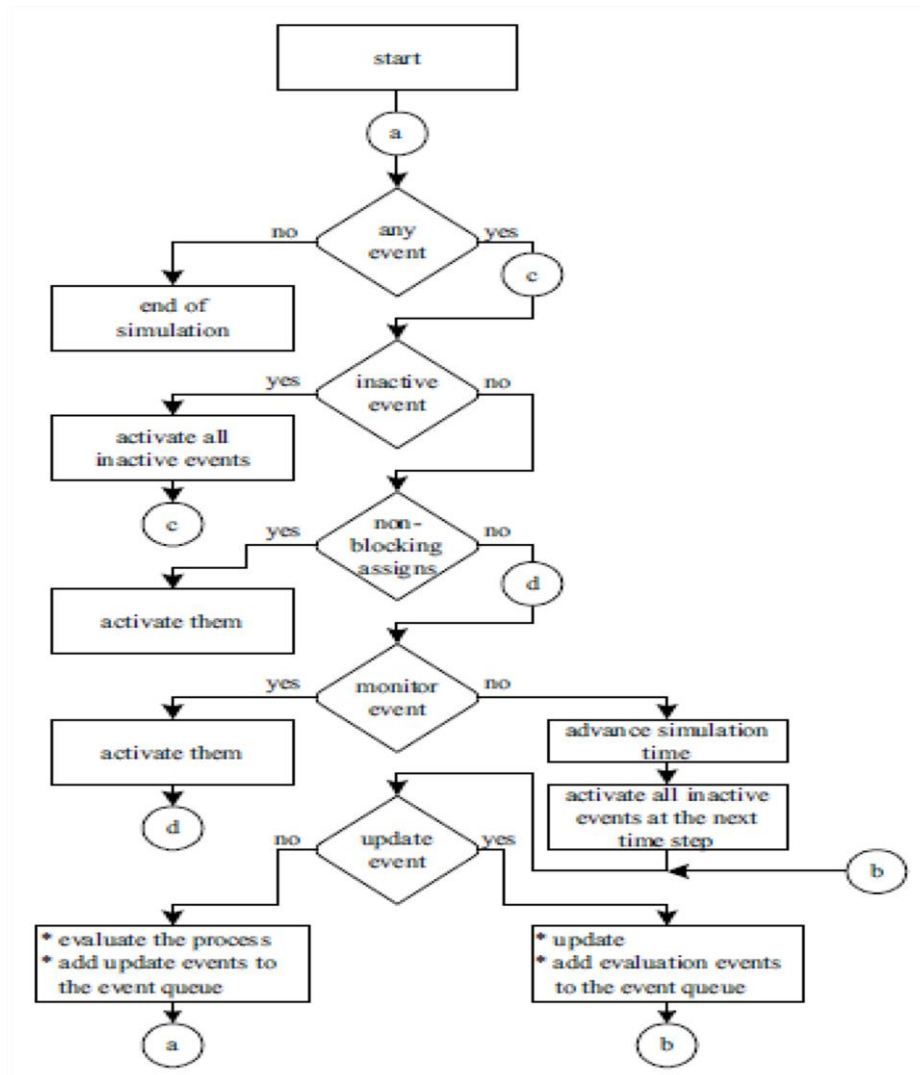 start
a
any
event
no
yes
c
end of
simulation
inactive
event
yes
no
activate all
inactive events
c
non-
blocking
assigns
yes
no
d
activate them
monitor
event
yes
no
activate them
advance simulation
time
d
activate all inactive
events at the next
time step
update
event
no
yes
b
* evaluate the process
* add update events to
the event queue
* update
* add evaluation events
to the event queue
a
b